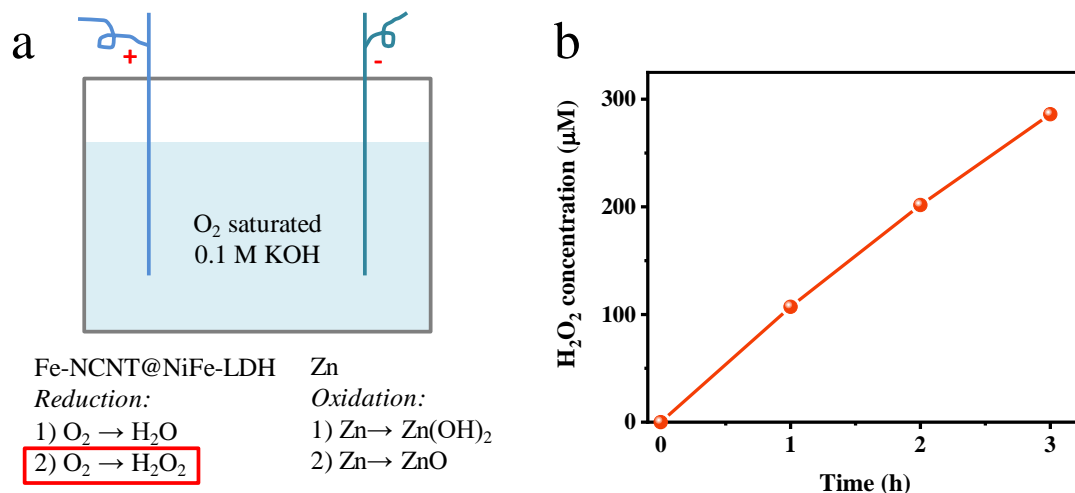 a
+
-
O₂ saturated
0.1 M KOH
Fe-NCNT@NiFe-LDH Zn
Reduction: Oxidation:
1) O₂ → H₂O 1) Zn→ Zn(OH)₂
2) O₂ → H₂O₂ 2) Zn→ ZnO
b
H₂O₂ concentration (μM)
300
200
100
0
0 1 2 3
Time (h)